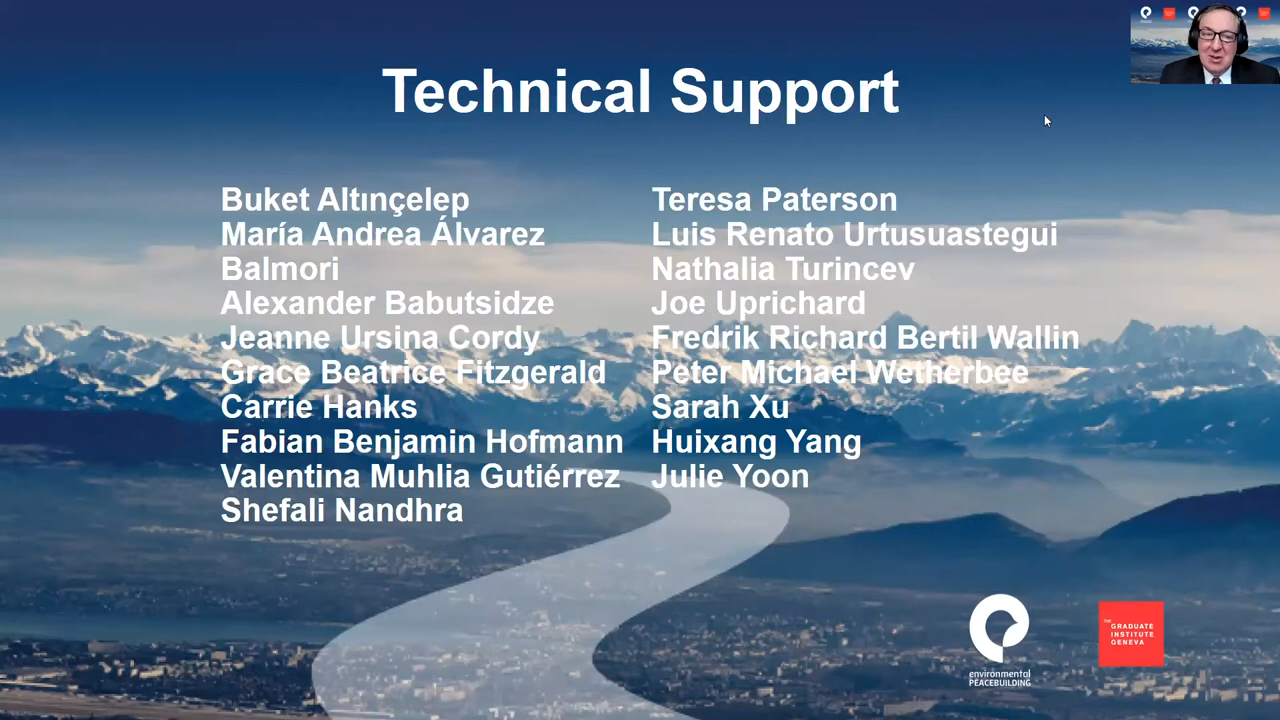 Technical Support
Buket Altınçelep
María Andrea Álvarez
Balmori
Alexander Babutsidze
Jeanne Ursina Cordy
Grace Beatrice Fitzgerald
Carrie Hanks
Fabian Benjamin Hofmann
Valentina Muhlia Gutiérrez
Shefali Nandhra
Teresa Paterson
Luis Renato Urtusuastegui
Nathalia Turincev
Joe Uprichard
Fredrik Richard Bertil Wallin
Peter Michael Wetherbee
Sarah Xu
Huixang Yang
Julie Yoon
environmental
PEACEBUILDING
THE
GRADUATE
INSTITUTE
GENEVA